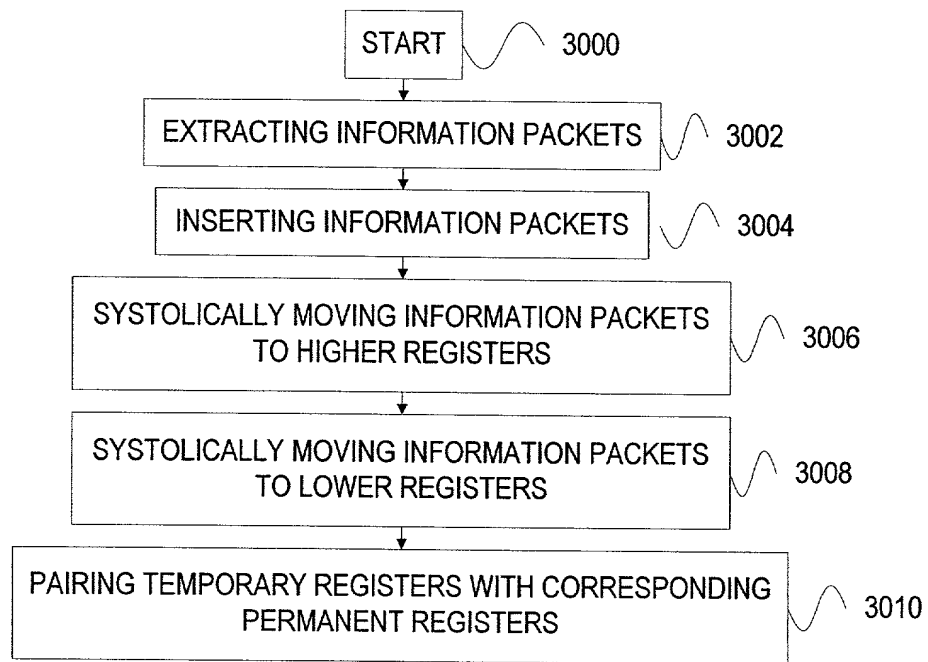 START
3000
EXTRACTING INFORMATION PACKETS
3002
INSERTING INFORMATION PACKETS
3004
SYSTOLICALLY MOVING INFORMATION PACKETS
TO HIGHER REGISTERS
3006
SYSTOLICALLY MOVING INFORMATION PACKETS
TO LOWER REGISTERS
3008
PAIRING TEMPORARY REGISTERS WITH CORRESPONDING
PERMANENT REGISTERS
3010